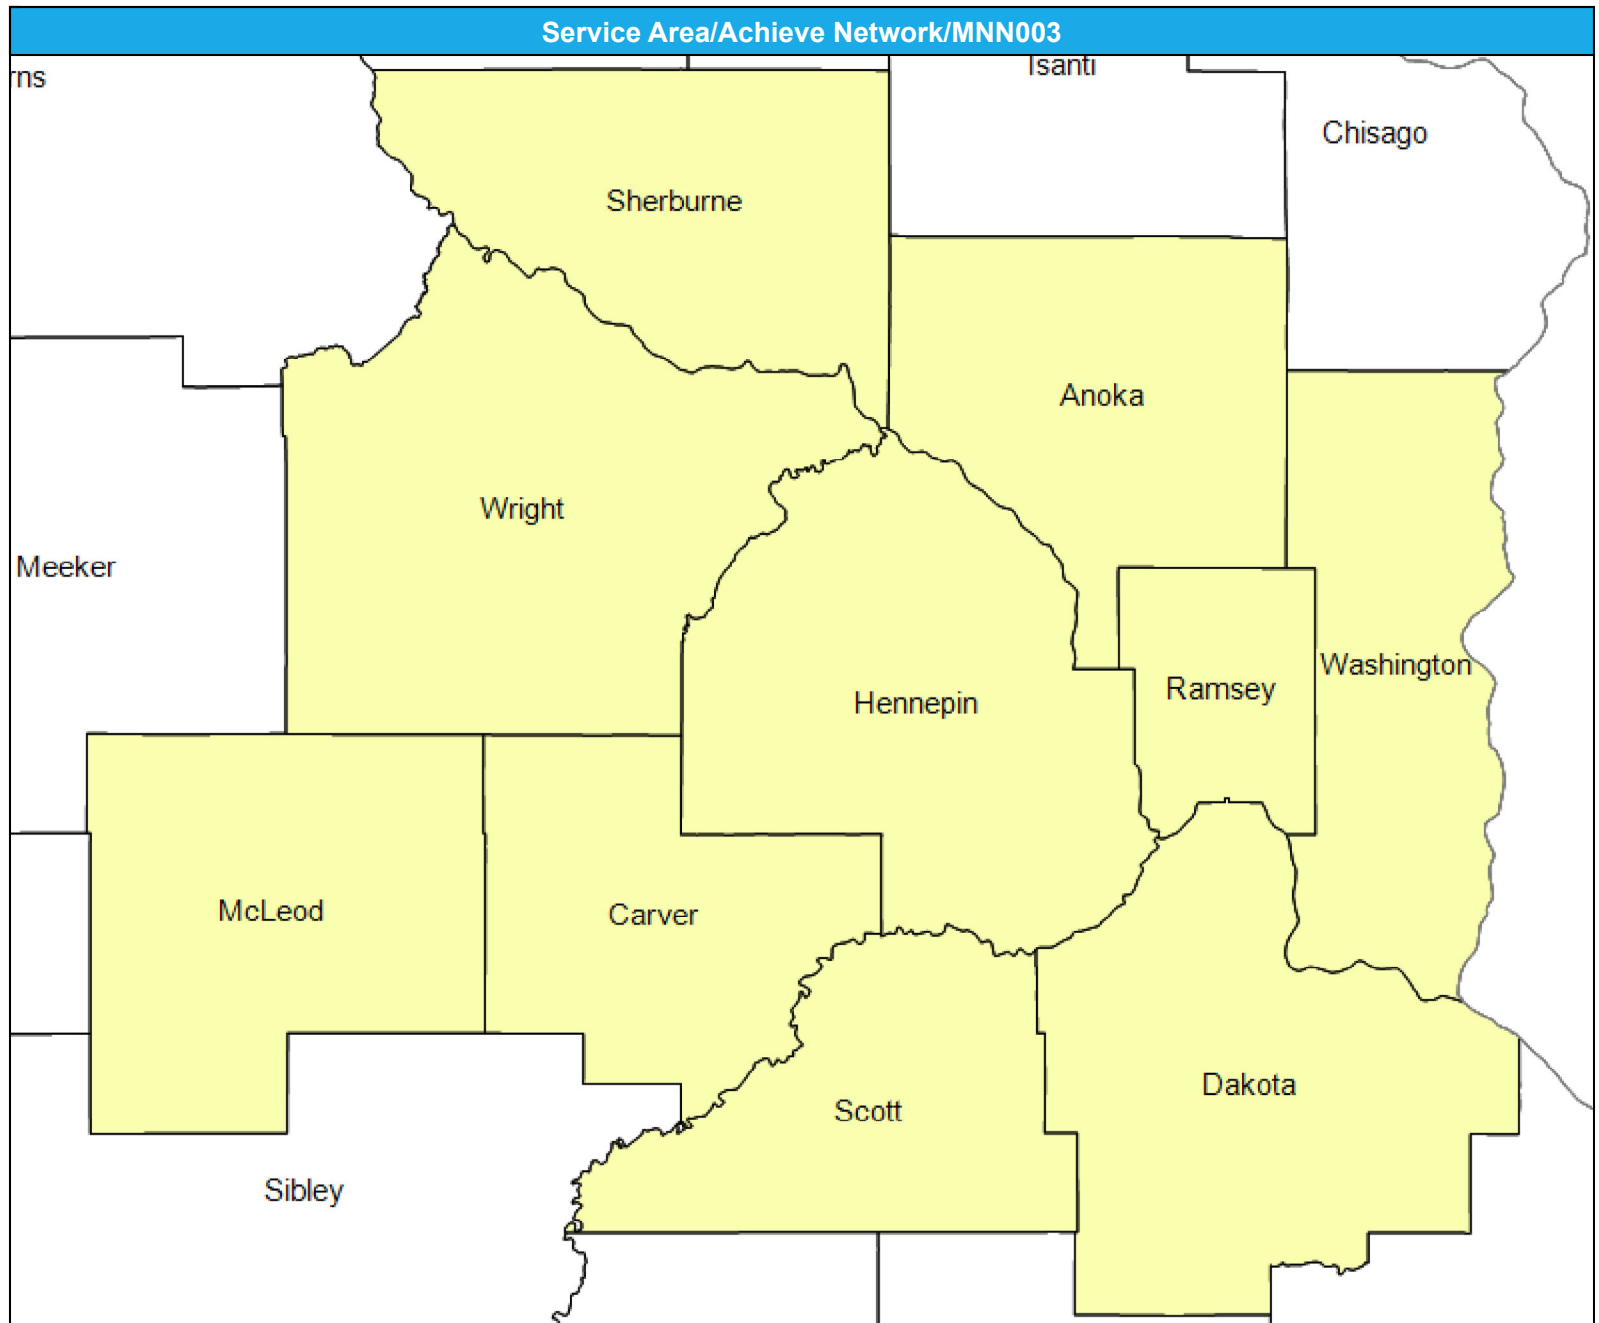 Service Area/Achieve Network/MNN003
rns
Isanti
Chisago
Sherburne
Anoka
Wright
Meeker
Washington
Ramsey
Hennepin
McLeod
Carver
Dakota
Scott
Sibley